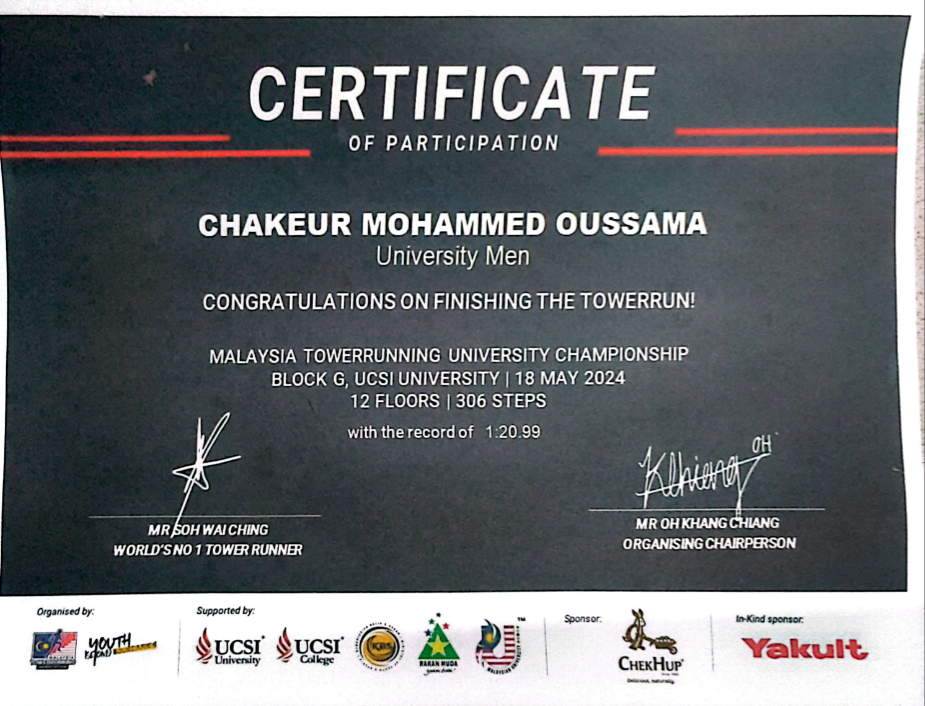 CERTIFICATE
OF PARTICIPATION
CHAKEUR MOHAMMED OUSSAMA
University Men
CONGRATULATIONS ON FINISHING THE TOWERRUN!
MALAYSIA TOWERRUNNING UNIVERSITY CHAMPIONSHIP
BLOCK G, UCSI UNIVERSITY | 18 MAY 2024
12 FLOORS | 306 STEPS
with the record of 1:20.99
Klhiang OH
MR SOH WAI CHING
WORLD'S NO 1 TOWER RUNNER
MR OH KHANG CHIANG
ORGANISING CHAIRPERSON
Organised by:
YOUTH
Supported by:
UCSI
University
UCSI
College
KBS
RAKAN MUDA
TM
Sponsor:
CHEKHUP
Delicious, naturally.
In-Kind sponsor:
Yakult